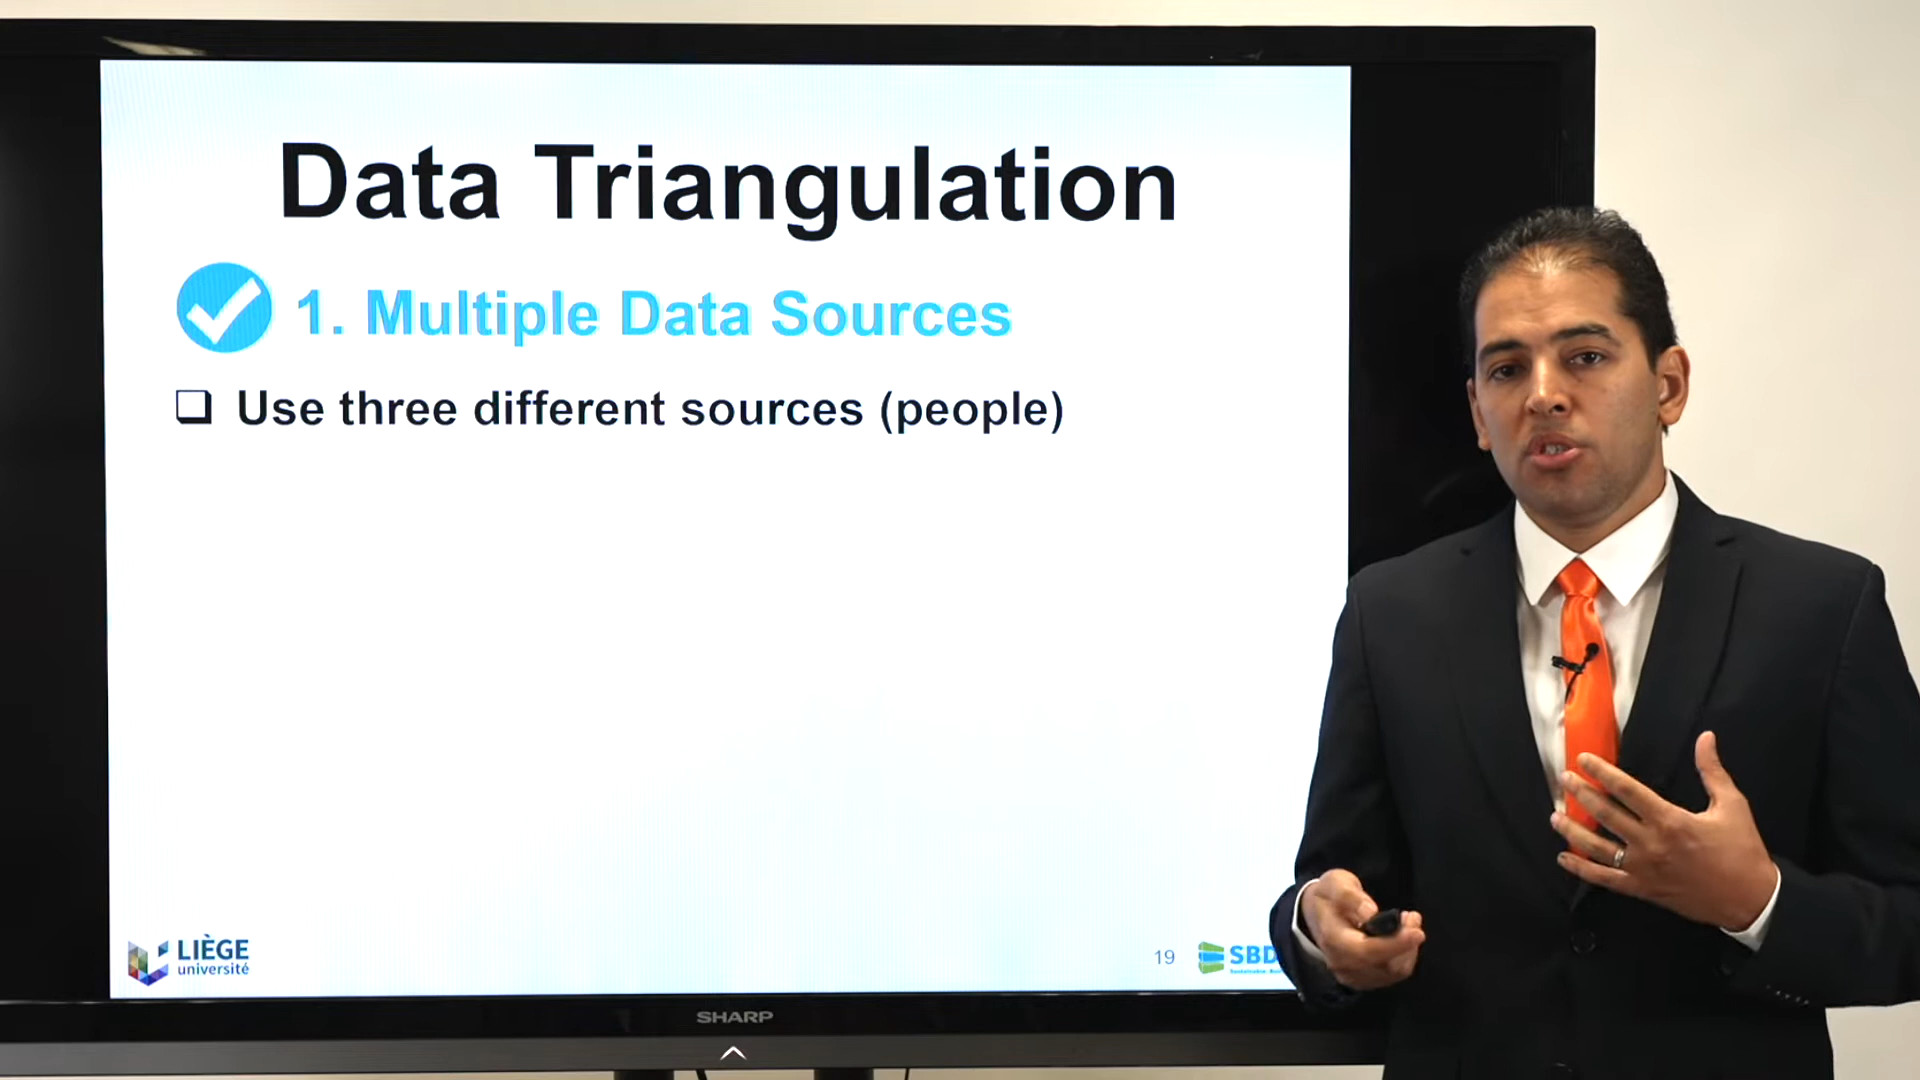 Data Triangulation
1. Multiple Data Sources
❑ Use three different sources (people)
LIÈGE
université
19
SBD
SHARP